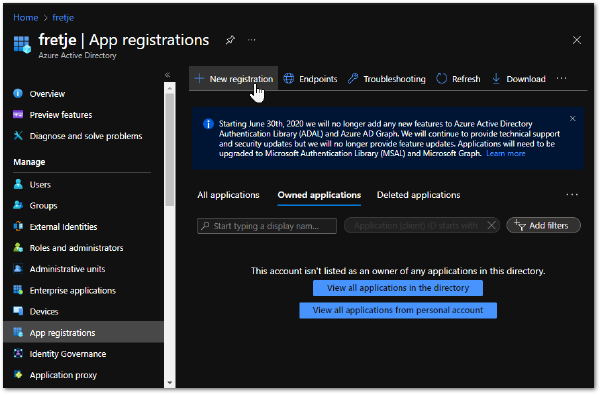 Home > fretje
fretje | App registrations
Azure Active Directory
New registration
Endpoints
Troubleshooting
Refresh
Download
Overview
Preview features
Diagnose and solve problems
Manage
Users
Groups
External Identities
Roles and administrators
Administrative units
Enterprise applications
Devices
App registrations
Identity Governance
Application proxy
Starting June 30th, 2020 we will no longer add any new features to Azure Active Directory
Authentication Library (ADAL) and Azure AD Graph. We will continue to provide technical support
and security updates but we will no longer provide feature updates. Applications will need to be
upgraded to Microsoft Authentication Library (MSAL) and Microsoft Graph. Learn more
All applications
Owned applications
Deleted applications
Start typing a display nam...
Application (client) ID starts with
Add filters
This account isn't listed as an owner of any applications in this directory.
View all applications in the directory
View all applications from personal account